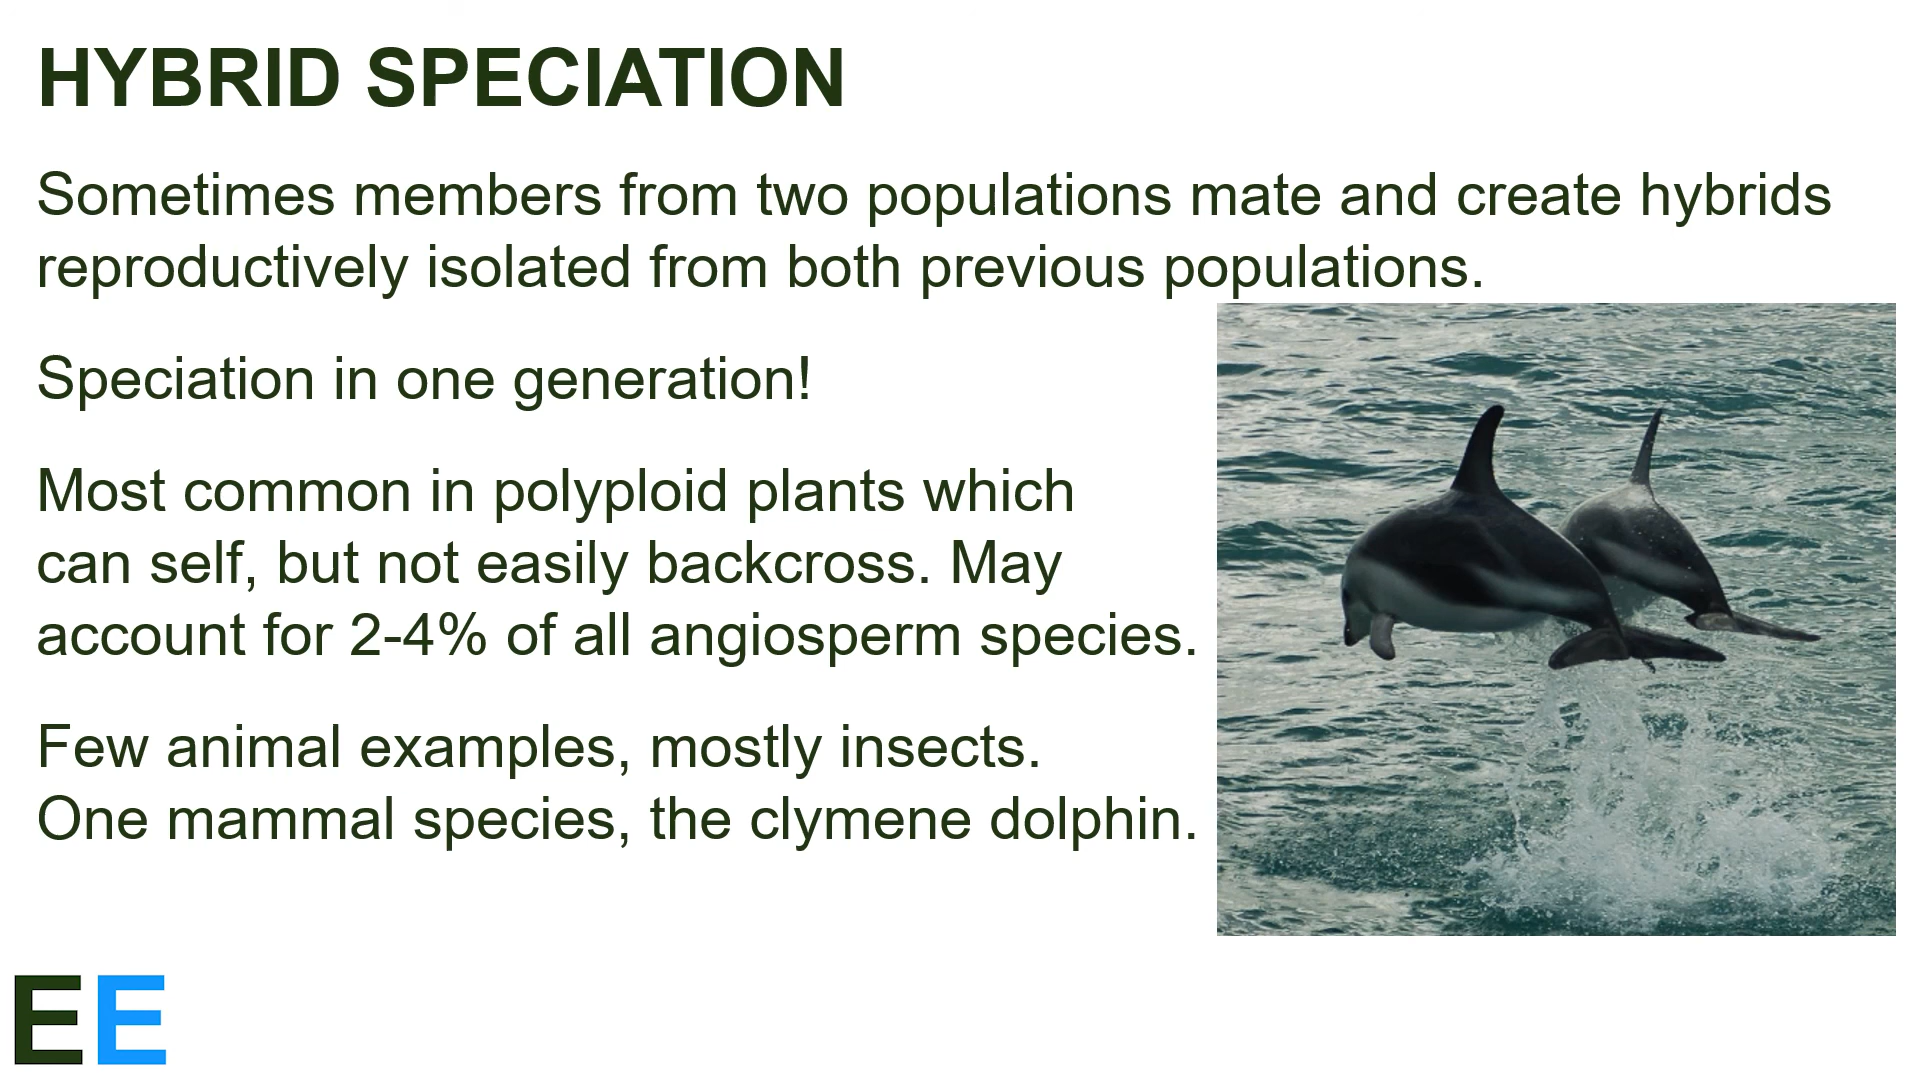 HYBRID SPECIATION
Sometimes members from two populations mate and create hybrids
reproductively isolated from both previous populations.
Speciation in one generation!
Most common in polyploid plants which
can self, but not easily backcross. May
account for 2-4% of all angiosperm species.
Few animal examples, mostly insects.
One mammal species, the clymene dolphin.
EE